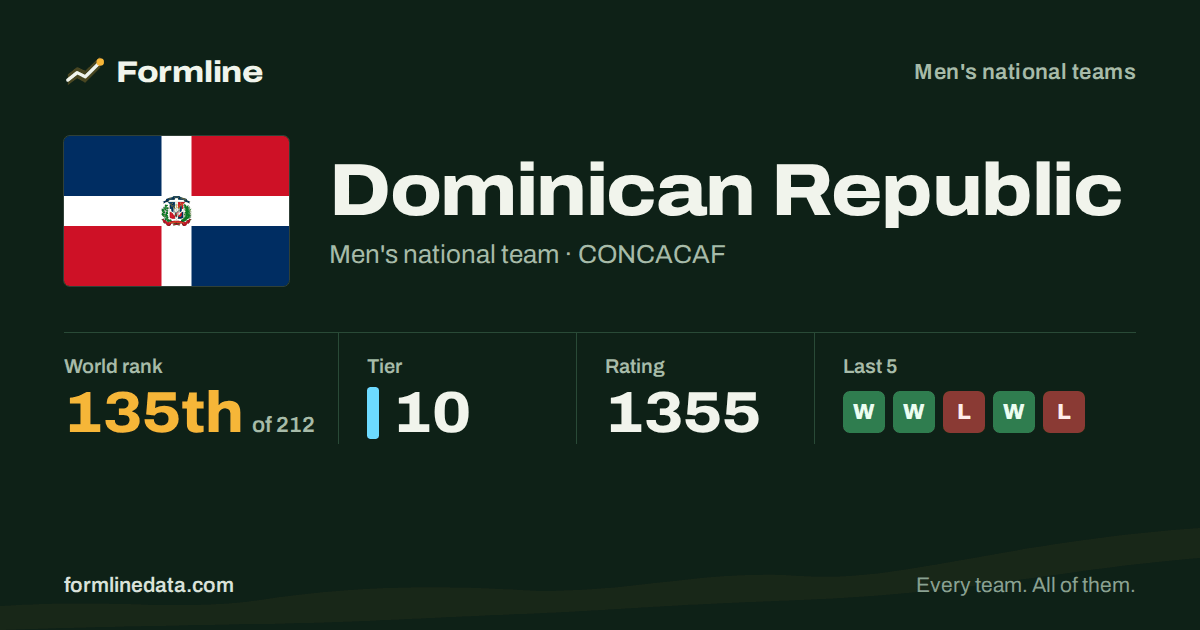 Formline
Men's national teams
Dominican Republic
Men's national team · CONCACAF
World rank
135th of 212
Tier
10
Rating
1355
Last 5
W W L W L
formlinedata.com
Every team. All of them.